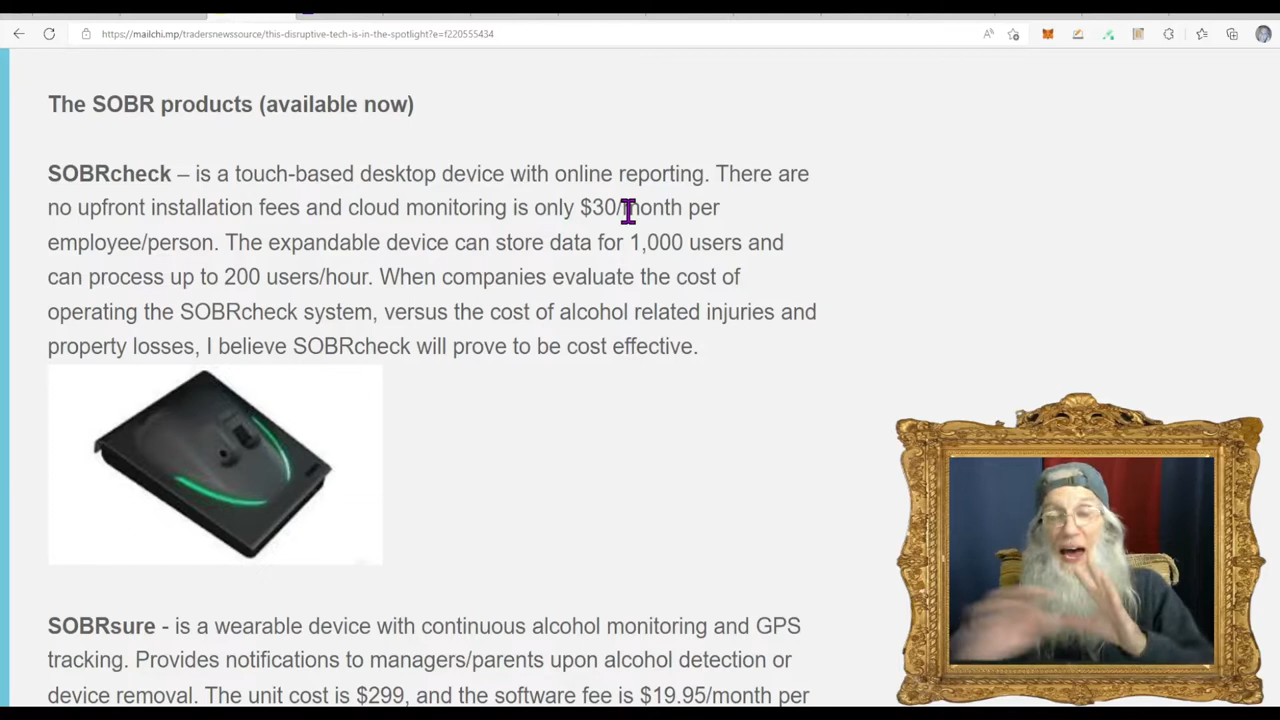 https://mailchi.mp/tradersnewssource/this-disruptive-tech-is-in-the-spotlight?e=f220555434
The SOBR products (available now)
SOBRcheck – is a touch-based desktop device with online reporting. There are
no upfront installation fees and cloud monitoring is only $30/month per
employee/person. The expandable device can store data for 1,000 users and
can process up to 200 users/hour. When companies evaluate the cost of
operating the SOBRcheck system, versus the cost of alcohol related injuries and
property losses, I believe SOBRcheck will prove to be cost effective.
SOBRsure - is a wearable device with continuous alcohol monitoring and GPS
tracking. Provides notifications to managers/parents upon alcohol detection or
device removal. The unit cost is $299, and the software fee is $19.95/month per